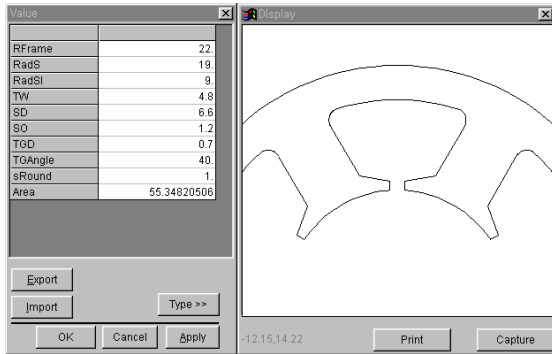 Value
RFrame 22.
RadS 19.
RadSI 9.
TW 4.8
SD 6.6
SO 1.2
TGD 0.7
TGAngle 40.
sRound 1.
Area 55.34820506
Export
Import
Type >>
OK Cancel Apply
Display
-12.15,14.22
Print Capture